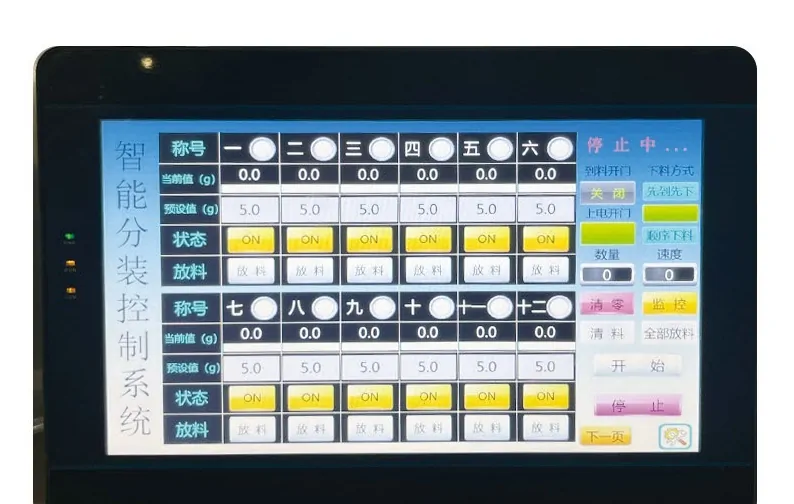 智能分装控制系统
称号 一 二 三 四 五 六
当前值(g) 0.0 0.0 0.0 0.0 0.0 0.0
预设值(g) 5.0 5.0 5.0 5.0 5.0 5.0
状态 ON ON ON ON ON ON
放料 放料 放料 放料 放料 放料 放料
称号 七 八 九 十 十一 十二
当前值(g) 0.0 0.0 0.0 0.0 0.0 0.0
预设值(g) 5.0 5.0 5.0 5.0 5.0 5.0
状态 ON ON ON ON ON ON
放料 放料 放料 放料 放料 放料 放料
停止中...
到料开门 下料方式
关闭 先到先下
上电开门
顺序下料
数量 速度
0 0
清零 监控
清料 全部放料
开始
停止
下一页